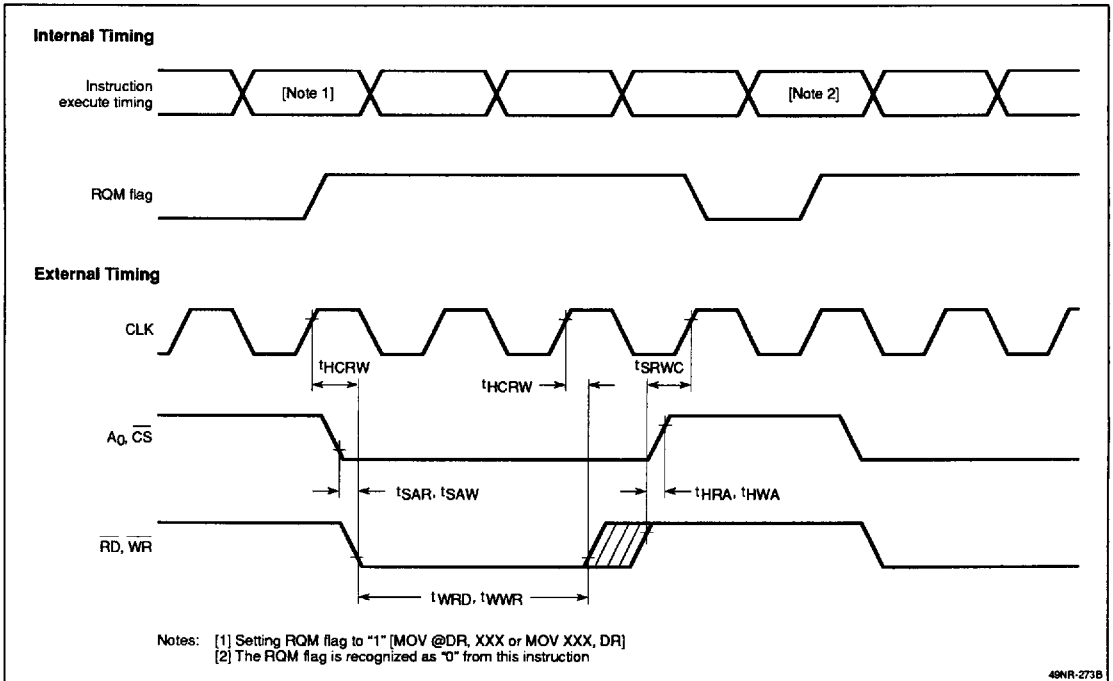 Internal Timing
Instruction
execute timing
[Note 1]
[Note 2]
RQM flag
External Timing
CLK
tHCRW
tHCRW
tSRWC
A0, CS
tSAR, tSAW
tHRA, tHWA
RD, WR
tWRD, tWWR
Notes: [1] Setting RQM flag to "1" [MOV @DR, XXX or MOV XXX, DR]
[2] The RQM flag is recognized as "0" from this instruction
49NR-273B